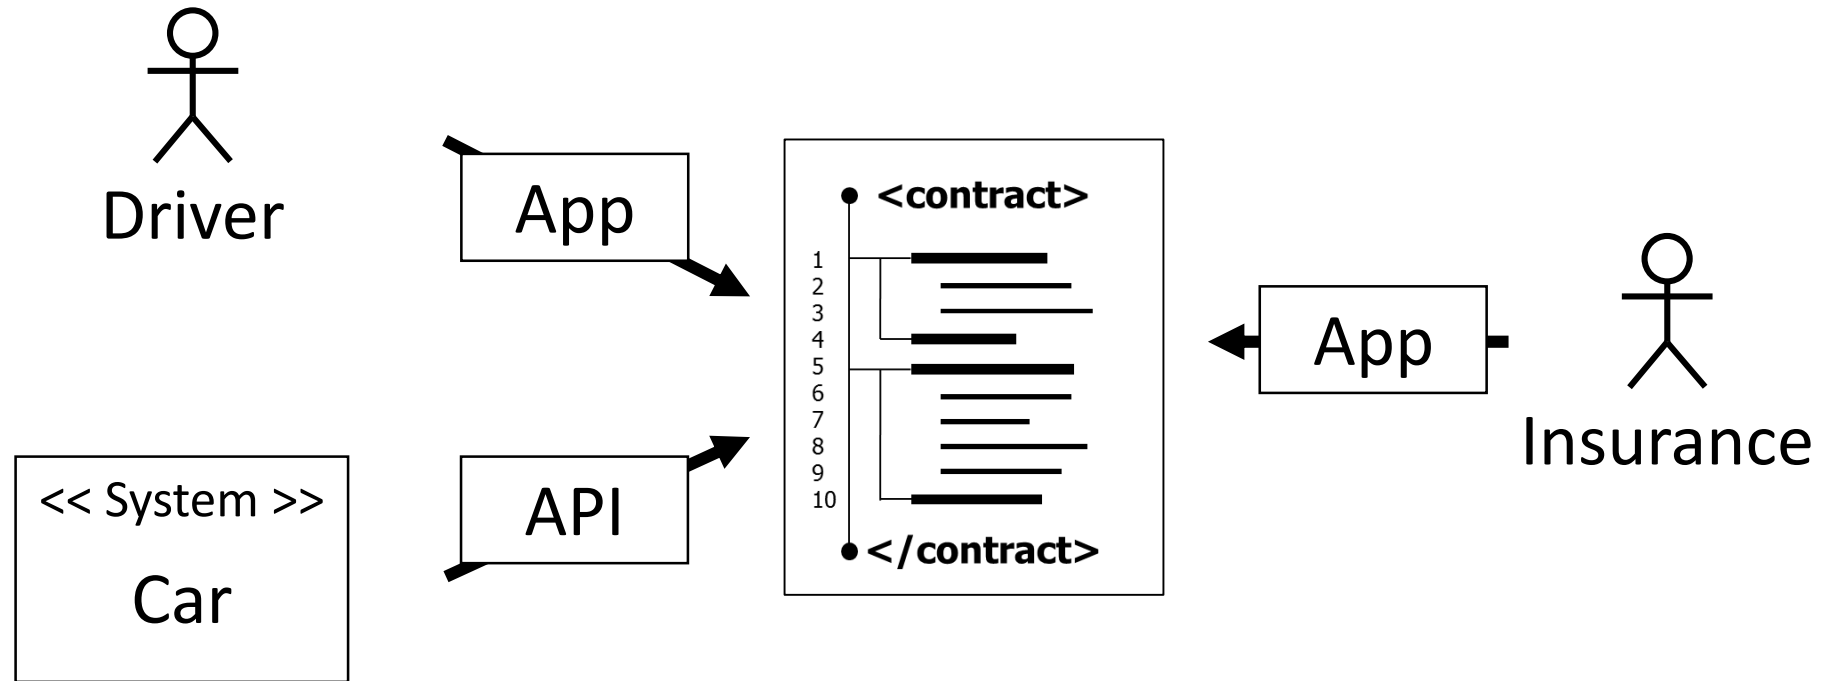 Driver
App
<< System >>
Car
API
<contract>
1
2
3
4
5
6
7
8
9
10
</contract>
App
Insurance